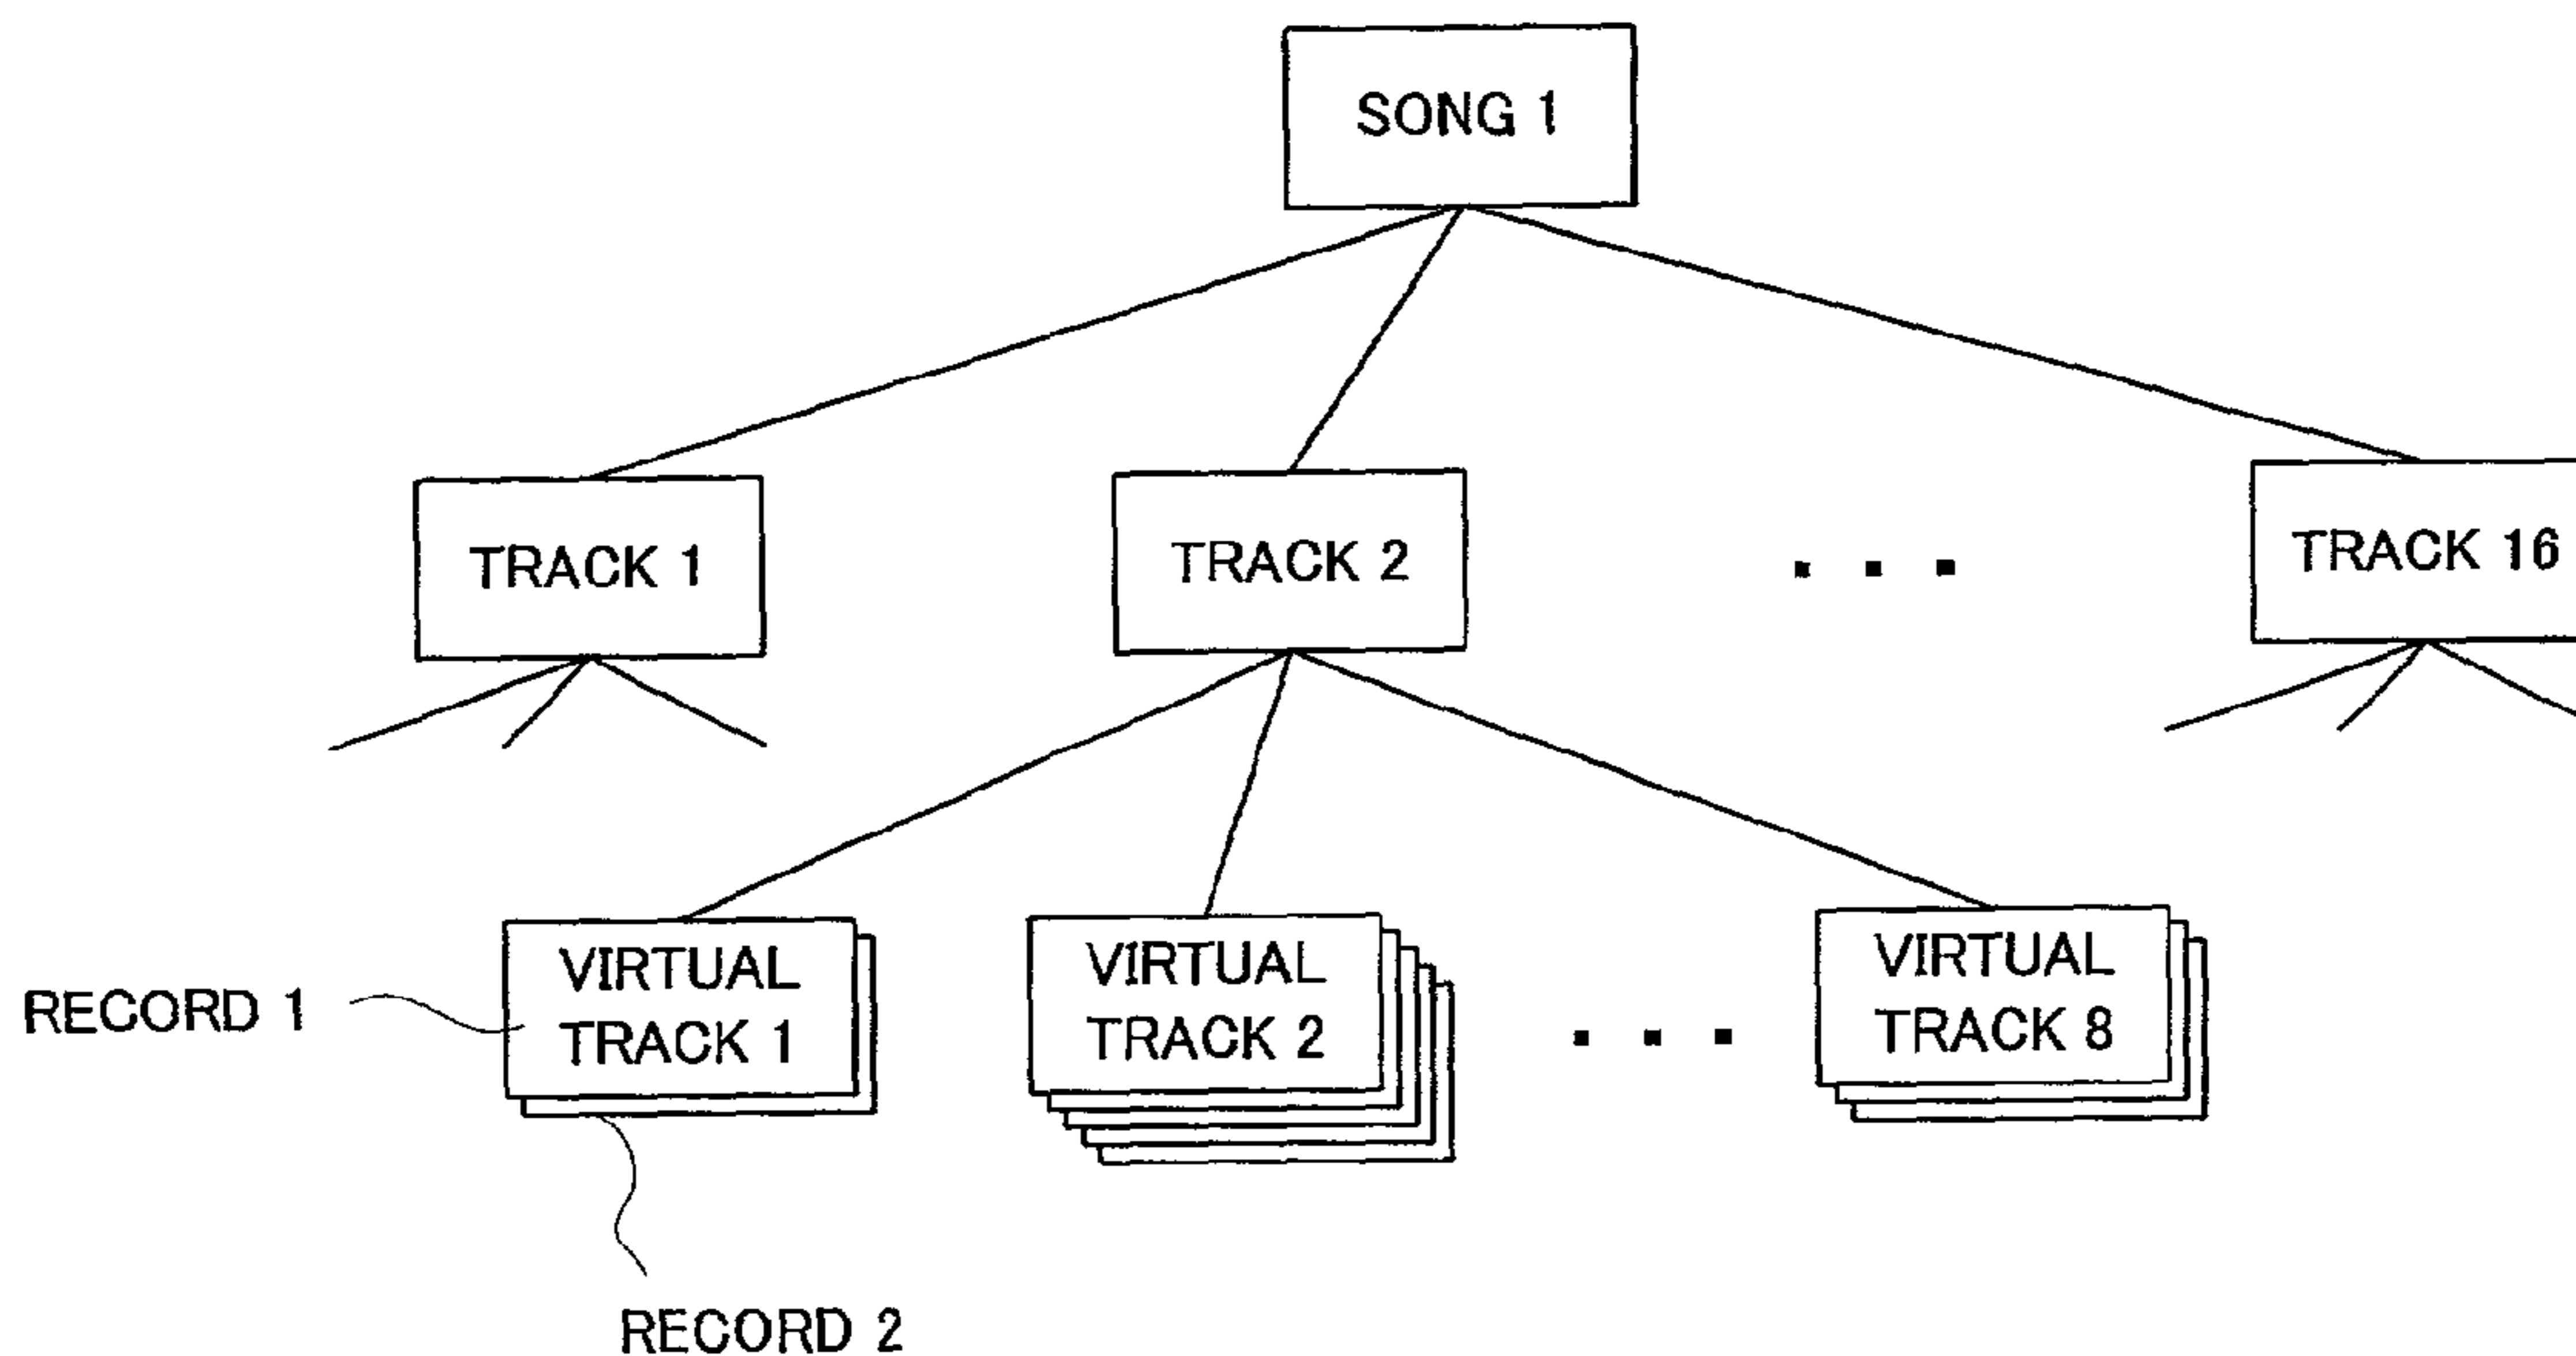 SONG 1
TRACK 1
TRACK 2
. . .
TRACK 16
RECORD 1
VIRTUAL
TRACK 1
VIRTUAL
TRACK 2
. . .
VIRTUAL
TRACK 8
RECORD 2